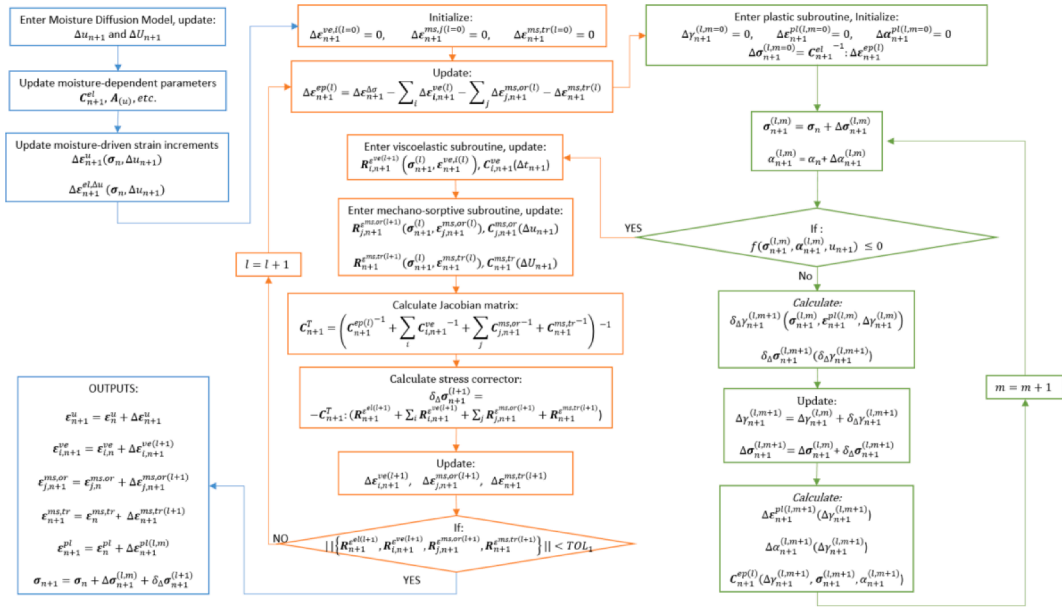 Enter Moisture Diffusion Model, update:
Δu_{n+1} and ΔU_{n+1}
Update moisture-dependent parameters
C^{el}_{n+1}, A_{(u)}, etc.
Update moisture-driven strain increments
Δε^{u}_{n+1}(σ_n, Δu_{n+1})
Δε^{el,Δu}_{n+1}(σ_n, Δu_{n+1})
Initialize:
Δε^{ve,i(l=0)}_{n+1} = 0, Δε^{ms,j(l=0)}_{n+1} = 0, Δε^{ms,tr(l=0)}_{n+1} = 0
Update:
Δε^{ep(l)}_{n+1} = Δε^{Δσ}_{n+1} − ∑_i Δε^{ve(l)}_{i,n+1} − ∑_j Δε^{ms,or(l)}_{j,n+1} − Δε^{ms,tr(l)}_{n+1}
Enter viscoelastic subroutine, update:
R^{ε^{ve(l+1)}}_{i,n+1}(σ^{(l)}_{n+1}, ε^{ve,i(l)}_{n+1}), C^{ve}_{i,n+1}(Δt_{n+1})
Enter mechano-sorptive subroutine, update:
R^{ε^{ms,or(l+1)}}_{j,n+1}(σ^{(l)}_{n+1}, ε^{ms,or(l)}_{j,n+1}), C^{ms,or}_{j,n+1}(Δu_{n+1})
R^{ε^{ms,tr(l+1)}}_{n+1}(σ^{(l)}_{n+1}, ε^{ms,tr(l)}_{n+1}), C^{ms,tr}_{n+1}(ΔU_{n+1})
l = l + 1
Calculate Jacobian matrix:
C^{T}_{n+1} = (C^{ep(l)}_{n+1}^{−1} + ∑_i C^{ve}_{i,n+1}^{−1} + ∑_j C^{ms,or}_{j,n+1}^{−1} + C^{ms,tr}_{n+1}^{−1})^{−1}
Calculate stress corrector:
δ_Δσ^{(l+1)}_{n+1} =
−C^{T}_{n+1}: (R^{ε^{el(l+1)}}_{n+1} + ∑_i R^{ε^{ve(l+1)}}_{i,n+1} + ∑_j R^{ε^{ms,or(l+1)}}_{j,n+1} + R^{ε^{ms,tr(l+1)}}_{n+1}}
Update:
Δε^{ve(l+1)}_{i,n+1}, Δε^{ms,or(l+1)}_{j,n+1}, Δε^{ms,tr(l+1)}_{n+1}
If:
||{R^{ε^{el(l+1)}}_{n+1}, R^{ε^{ve(l+1)}}_{i,n+1}, R^{ε^{ms,or(l+1)}}_{j,n+1}, R^{ε^{ms,tr(l+1)}}_{n+1}}|| < TOL_1
NO
YES
Enter plastic subroutine, Initialize:
Δγ^{(l,m=0)}_{n+1} = 0, Δε^{pl(l,m=0)}_{n+1} = 0, Δα^{pl(l,m=0)}_{n+1} = 0
Δσ^{(l,m=0)}_{n+1} = C^{el}_{n+1}^{−1}: Δε^{ep(l)}_{n+1}
σ^{(l,m)}_{n+1} = σ_n + Δσ^{(l,m)}_{n+1}
α^{(l,m)}_{n+1} = α_n + Δα^{(l,m)}_{n+1}
If :
f(σ^{(l,m)}_{n+1}, α^{(l,m)}_{n+1}, u_{n+1}) ≤ 0
YES
No
Calculate:
δ_Δγ^{(l,m+1)}_{n+1}(σ^{(l,m)}_{n+1}, ε^{pl(l,m)}_{n+1}, Δγ^{(l,m)}_{n+1})
δ_Δσ^{(l,m+1)}_{n+1}(δ_Δγ^{(l,m+1)}_{n+1}}
Update:
Δγ^{(l,m+1)}_{n+1} = Δγ^{(l,m)}_{n+1} + δ_Δγ^{(l,m+1)}_{n+1}
Δσ^{(l,m+1)}_{n+1} = Δσ^{(l,m)}_{n+1} + δ_Δσ^{(l,m+1)}_{n+1}
Calculate:
Δε^{pl(l,m+1)}_{n+1}(Δγ^{(l,m+1)}_{n+1}}
Δα^{(l,m+1)}_{n+1}(Δγ^{(l,m+1)}_{n+1}}
C^{ep(l)}_{n+1}(Δγ^{(l,m+1)}_{n+1}, σ^{(l,m+1)}_{n+1}, α^{(l,m+1)}_{n+1}}
m = m + 1
OUTPUTS:
ε^{u}_{n+1} = ε^{u}_n + Δε^{u}_{n+1}
ε^{ve}_{i,n+1} = ε^{ve}_{i,n} + Δε^{ve(l+1)}_{i,n+1}
ε^{ms,or}_{j,n+1} = ε^{ms,or}_{j,n} + Δε^{ms,or(l+1)}_{j,n+1}
ε^{ms,tr}_{n+1} = ε^{ms,tr}_n + Δε^{ms,tr(l+1)}_{n+1}
ε^{pl}_{n+1} = ε^{pl}_n + Δε^{pl(l,m)}_{n+1}
σ_{n+1} = σ_n + Δσ^{(l,m)}_{n+1} + δ_Δσ^{(l+1)}_{n+1}